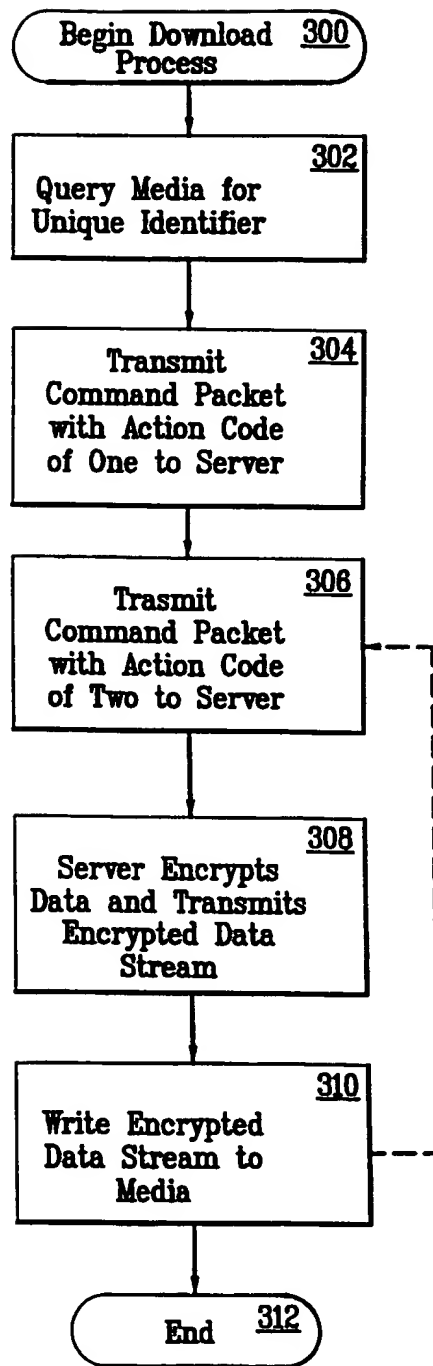 Begin Download 300
Process
302
Query Media for
Unique Identifier
304
Transmit
Command Packet
with Action Code
of One to Server
306
Trasmit
Command Packet
with Action Code
of Two to Server
308
Server Encrypts
Data and Transmits
Encrypted Data
Stream
310
Write Encrypted
Data Stream to
Media
End 312